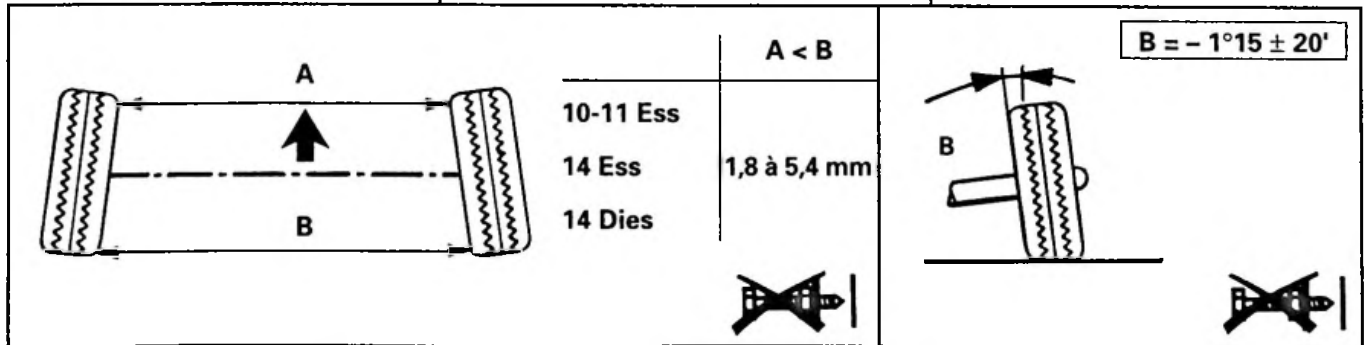 A
B
A < B
10-11 Ess
14 Ess
1,8 à 5,4 mm
14 Dies
B = – 1°15 ± 20'
B